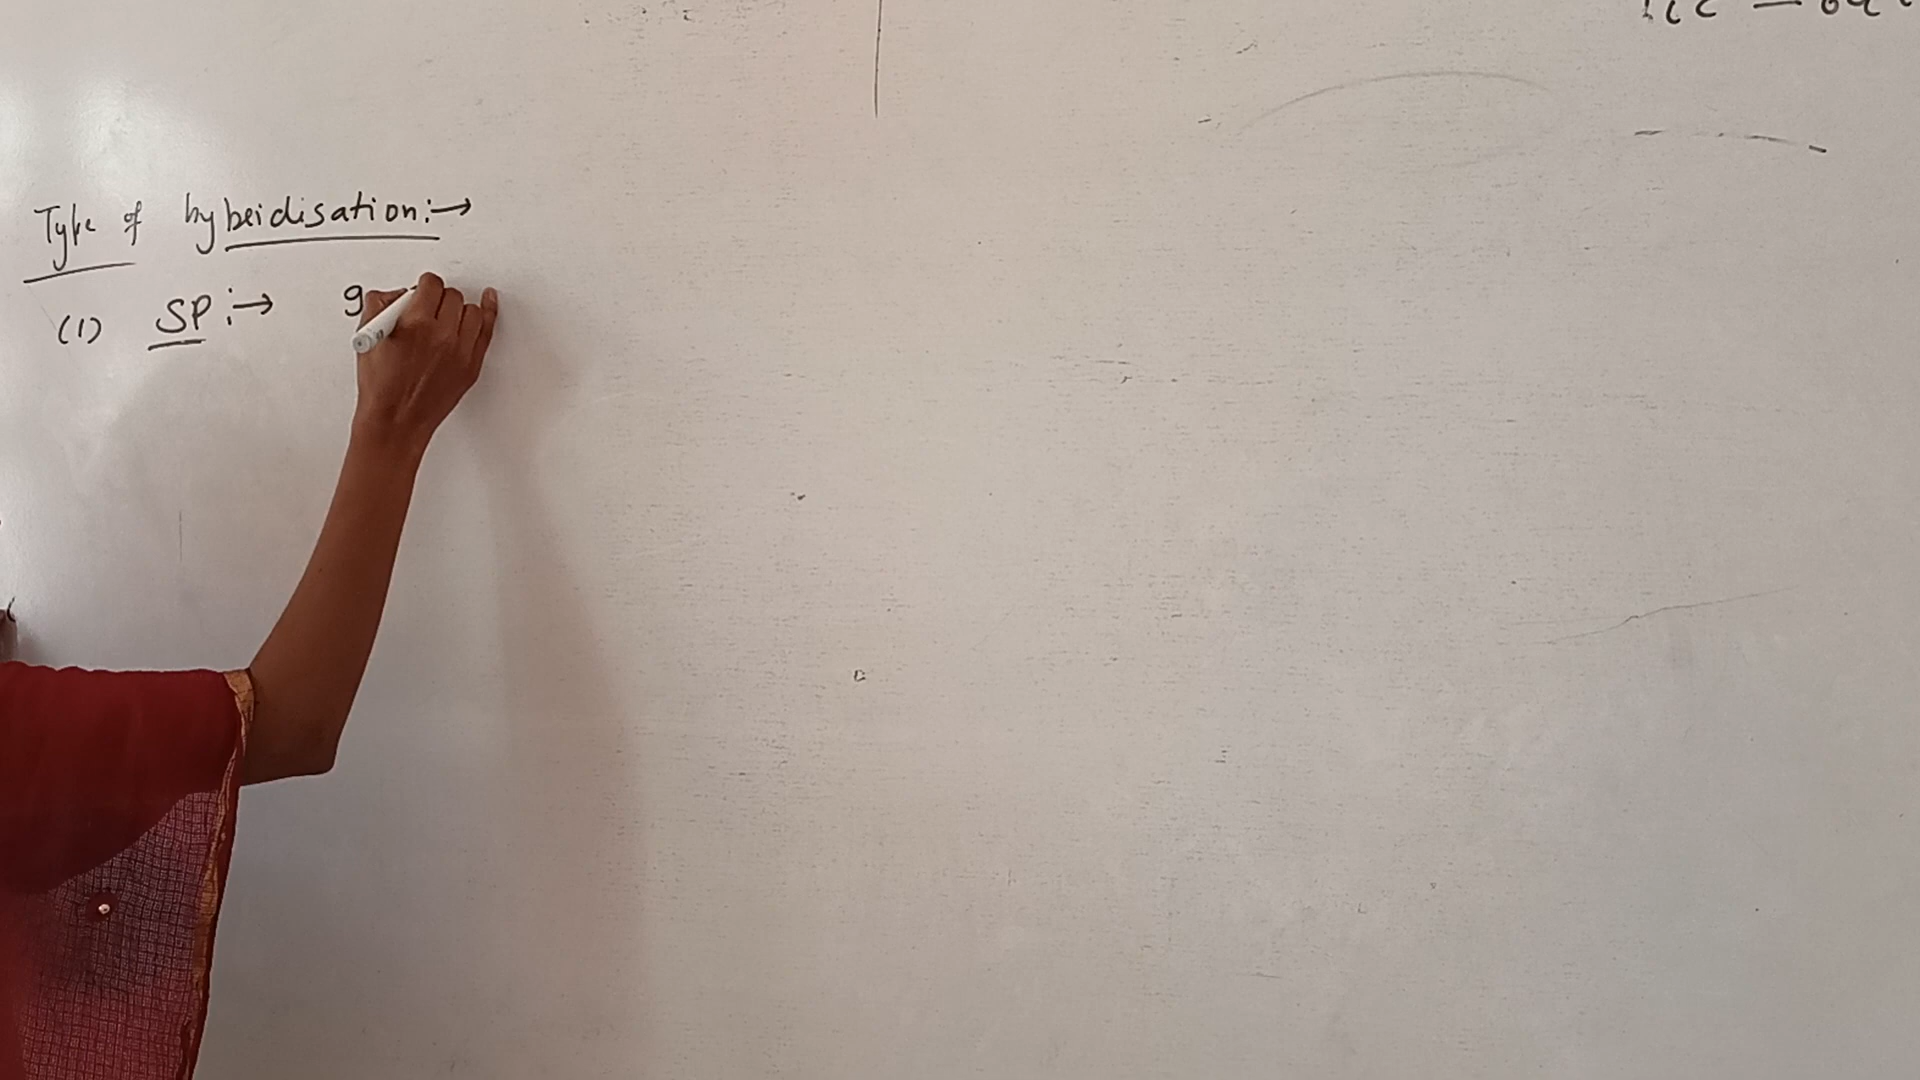 Type of hybridisation:→
(1) SP:→ g